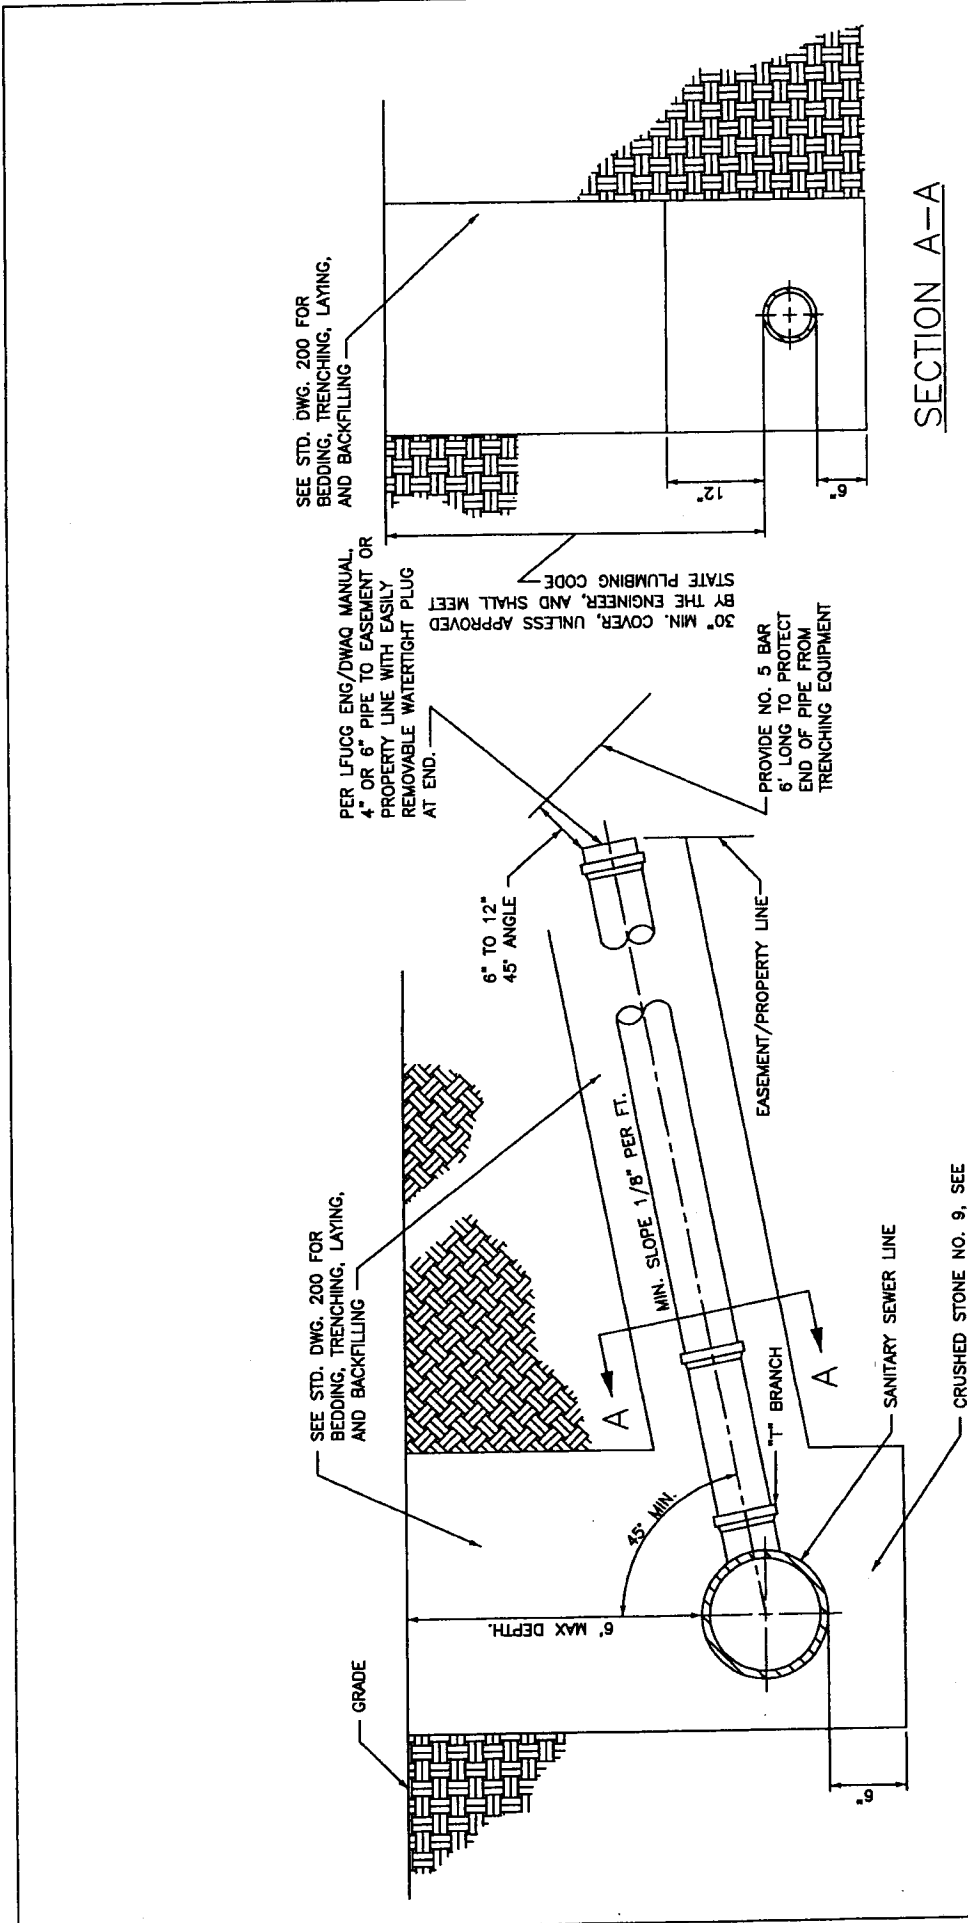 GRADE
SEE STD. DWG. 200 FOR
BEDDING, TRENCHING, LAYING,
AND BACKFILLING
6' MAX DEPTH.
45° MIN.
"T" BRANCH
A
A
MIN. SLOPE 1/8" PER FT.
6"
SANITARY SEWER LINE
CRUSHED STONE NO. 9, SEE
6" TO 12"
45° ANGLE
EASEMENT/PROPERTY LINE
PER LFUCG ENG/DWAQ MANUAL,
4" OR 6" PIPE TO EASEMENT OR
PROPERTY LINE WITH EASILY
REMOVABLE WATERTIGHT PLUG
AT END.
PROVIDE NO. 5 BAR
6' LONG TO PROTECT
END OF PIPE FROM
TRENCHING EQUIPMENT
SEE STD. DWG. 200 FOR
BEDDING, TRENCHING, LAYING,
AND BACKFILLING
30" MIN. COVER, UNLESS APPROVED
BY THE ENGINEER, AND SHALL MEET
STATE PLUMBING CODE
12"
6"
SECTION A-A